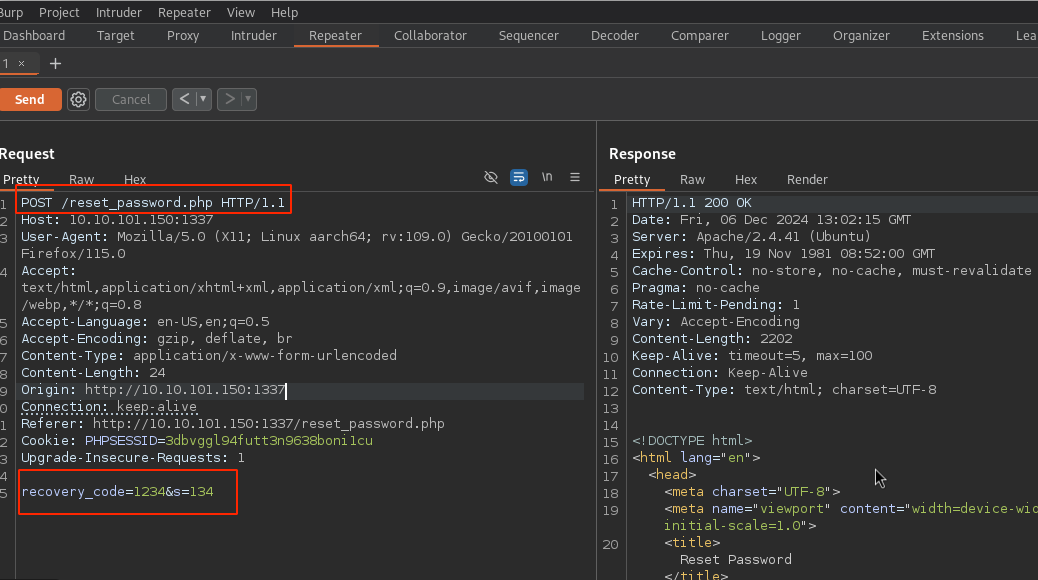 Burp Project Intruder Repeater View Help
Dashboard Target Proxy Intruder Repeater Collaborator Sequencer Decoder Comparer Logger Organizer Extensions Lea
1 × +
Send Cancel < ▾ > ▾
Request
Pretty Raw Hex \n
1 POST /reset_password.php HTTP/1.1
2 Host: 10.10.101.150:1337
3 User-Agent: Mozilla/5.0 (X11; Linux aarch64; rv:109.0) Gecko/20100101
Firefox/115.0
4 Accept:
text/html,application/xhtml+xml,application/xml;q=0.9,image/avif,image
/webp,*/*;q=0.8
5 Accept-Language: en-US,en;q=0.5
6 Accept-Encoding: gzip, deflate, br
7 Content-Type: application/x-www-form-urlencoded
8 Content-Length: 24
9 Origin: http://10.10.101.150:1337
0 Connection: keep-alive
1 Referer: http://10.10.101.150:1337/reset_password.php
2 Cookie: PHPSESSID=3dbvggl94futt3n9638boni1cu
3 Upgrade-Insecure-Requests: 1
4
5 recovery_code=1234&s=134
Response
Pretty Raw Hex Render
1 HTTP/1.1 200 OK
2 Date: Fri, 06 Dec 2024 13:02:15 GMT
3 Server: Apache/2.4.41 (Ubuntu)
4 Expires: Thu, 19 Nov 1981 08:52:00 GMT
5 Cache-Control: no-store, no-cache, must-revalidate
6 Pragma: no-cache
7 Rate-Limit-Pending: 1
8 Vary: Accept-Encoding
9 Content-Length: 2202
10 Keep-Alive: timeout=5, max=100
11 Connection: Keep-Alive
12 Content-Type: text/html; charset=UTF-8
13
14
15 <!DOCTYPE html>
16 <html lang="en">
17 <head>
18 <meta charset="UTF-8">
19 <meta name="viewport" content="width=device-wid
initial-scale=1.0">
20 <title>
Reset Password
</title>